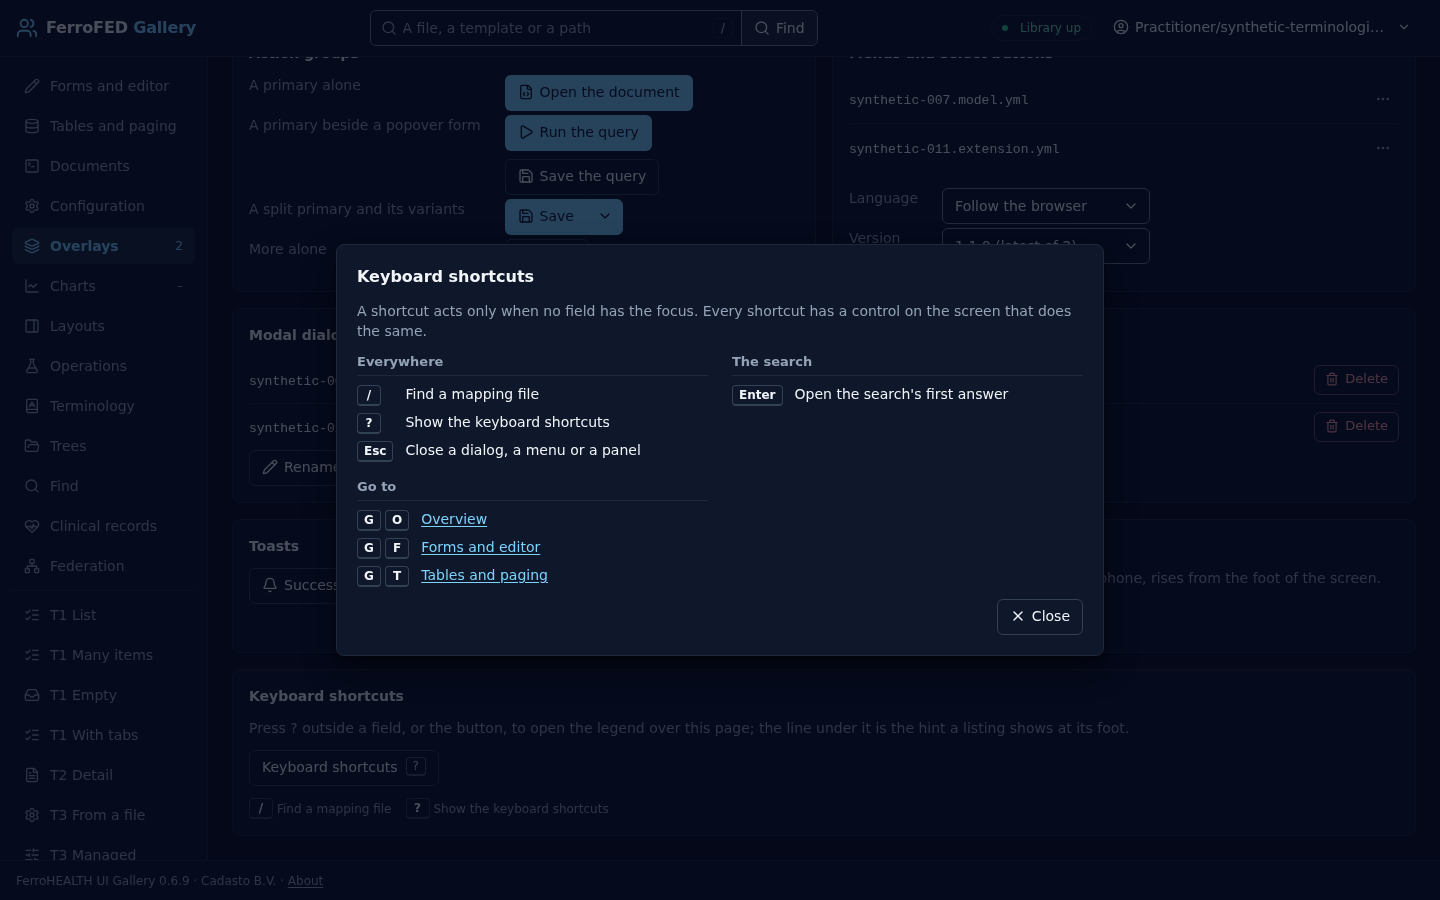 FerroFED Gallery
A file, a template or a path
/
Find
Library up
Practitioner/synthetic-terminologi…
Forms and editor
Tables and paging
Documents
Configuration
Overlays 2
Charts -
Layouts
Operations
Terminology
Trees
Find
Clinical records
Federation
T1 List
T1 Many items
T1 Empty
T1 With tabs
T2 Detail
T3 From a file
T3 Managed
A primary alone
Open the document
A primary beside a popover form
Run the query
Save the query
A split primary and its variants
Save
More alone
synthetic-007.model.yml
synthetic-011.extension.yml
Language
Follow the browser
Version
Keyboard shortcuts
A shortcut acts only when no field has the focus. Every shortcut has a control on the screen that does
the same.
Everywhere
/ Find a mapping file
? Show the keyboard shortcuts
Esc Close a dialog, a menu or a panel
Go to
G O Overview
G F Forms and editor
G T Tables and paging
The search
Enter Open the search's first answer
Close
Modal
Delete
Delete
Toasts
phone, rises from the foot of the screen.
Keyboard shortcuts
Press ? outside a field, or the button, to open the legend over this page; the line under it is the hint a listing shows at its foot.
Keyboard shortcuts ?
/ Find a mapping file ? Show the keyboard shortcuts
FerroHEALTH UI Gallery 0.6.9 · Cadasto B.V. · About